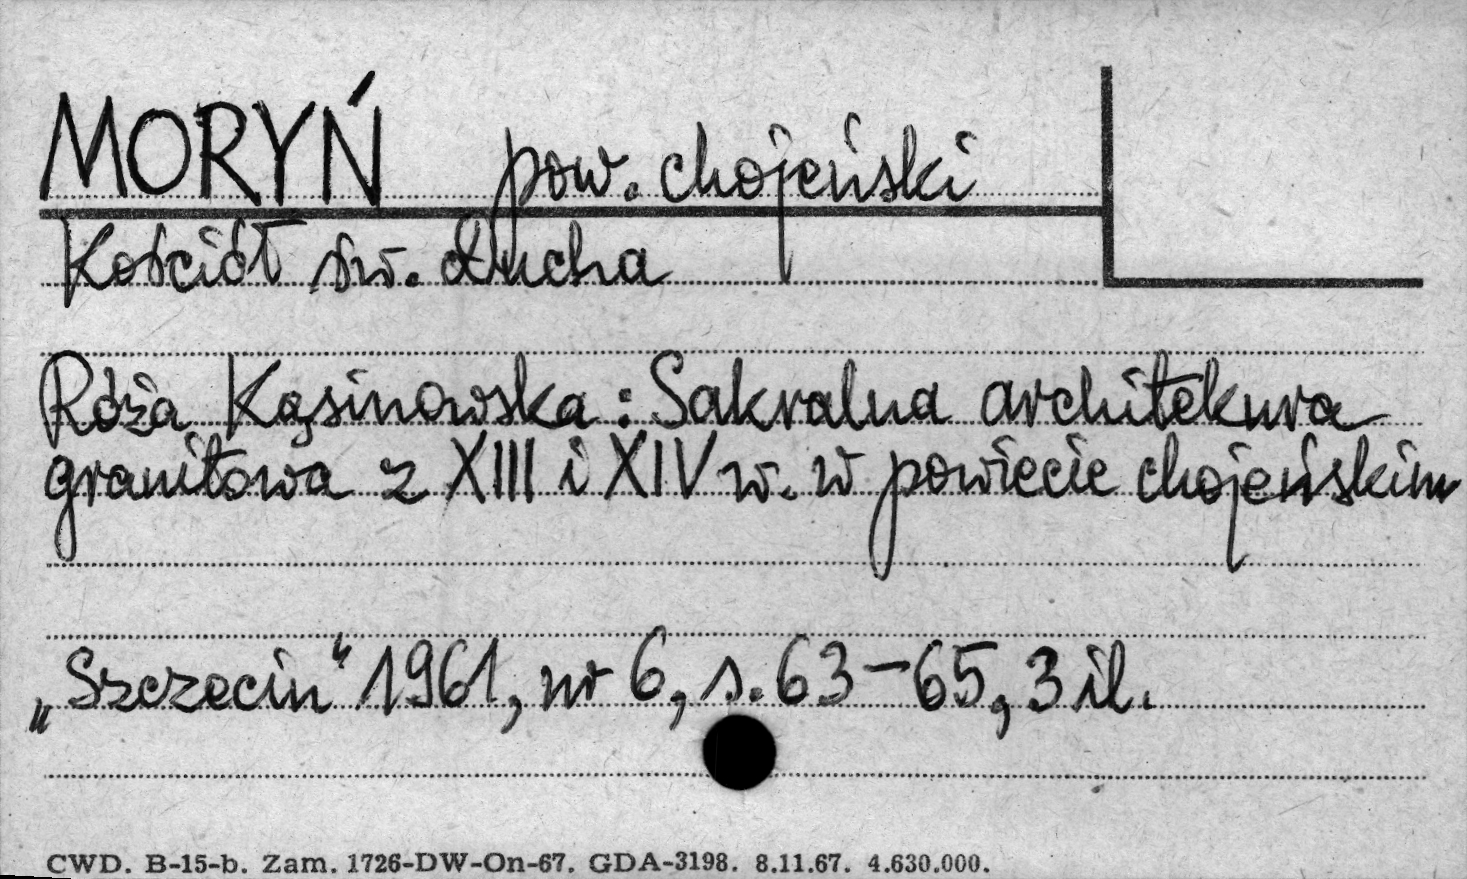 MORYŃ pow. chojeński
Kościół św. Ducha
Róża Kąsinowska: Sakralna architekura
granitowa z XIII i XIV w. w powiecie chojeńskim
„Szczecin" 1961, nr 6, s. 63-65, 3 il.
CWD. B-15-b. Zam. 1726-DW-On-67. GDA-3198. 8.11.67. 4.630.000.